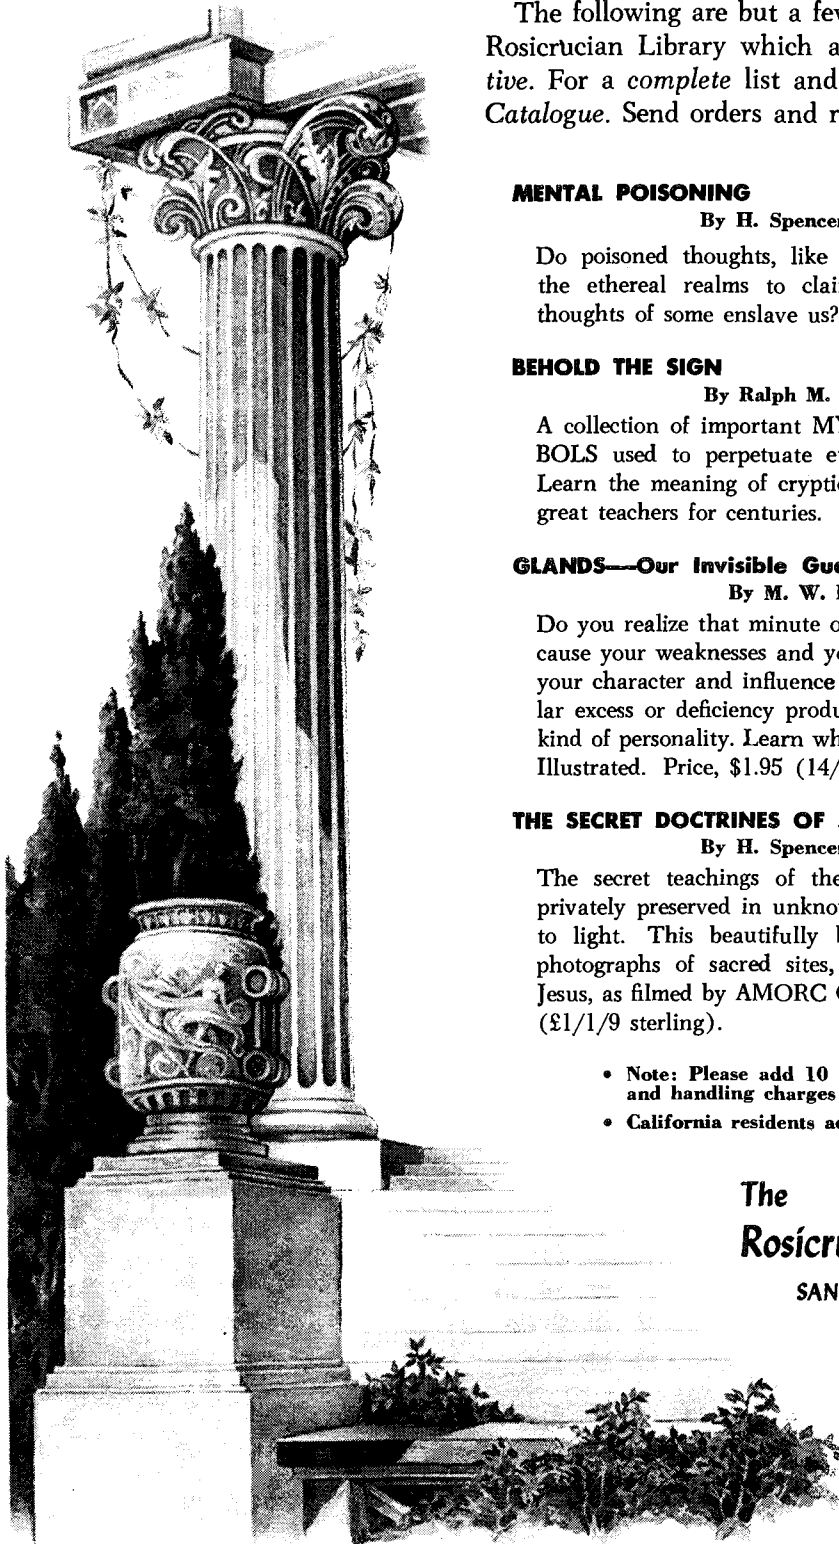 The following are but a few
Rosicrucian Library which a
tive. For a complete list and
Catalogue. Send orders and r
MENTAL POISONING
By H. Spencer
Do poisoned thoughts, like
the ethereal realms to clai
thoughts of some enslave us?
BEHOLD THE SIGN
By Ralph M.
A collection of important MY
BOLS used to perpetuate e
Learn the meaning of crypti
great teachers for centuries.
GLANDS—Our Invisible Gu
By M. W.
Do you realize that minute o
cause your weaknesses and y
your character and influence
lar excess or deficiency produ
kind of personality. Learn wh
Illustrated. Price, $1.95 (14/
THE SECRET DOCTRINES OF
By H. Spencer
The secret teachings of the
privately preserved in unkno
to light. This beautifully
photographs of sacred sites,
Jesus, as filmed by AMORC
(£1/1/9 sterling).
• Note: Please add 10
and handling charges
• California residents a
The
Rosicr
SAN